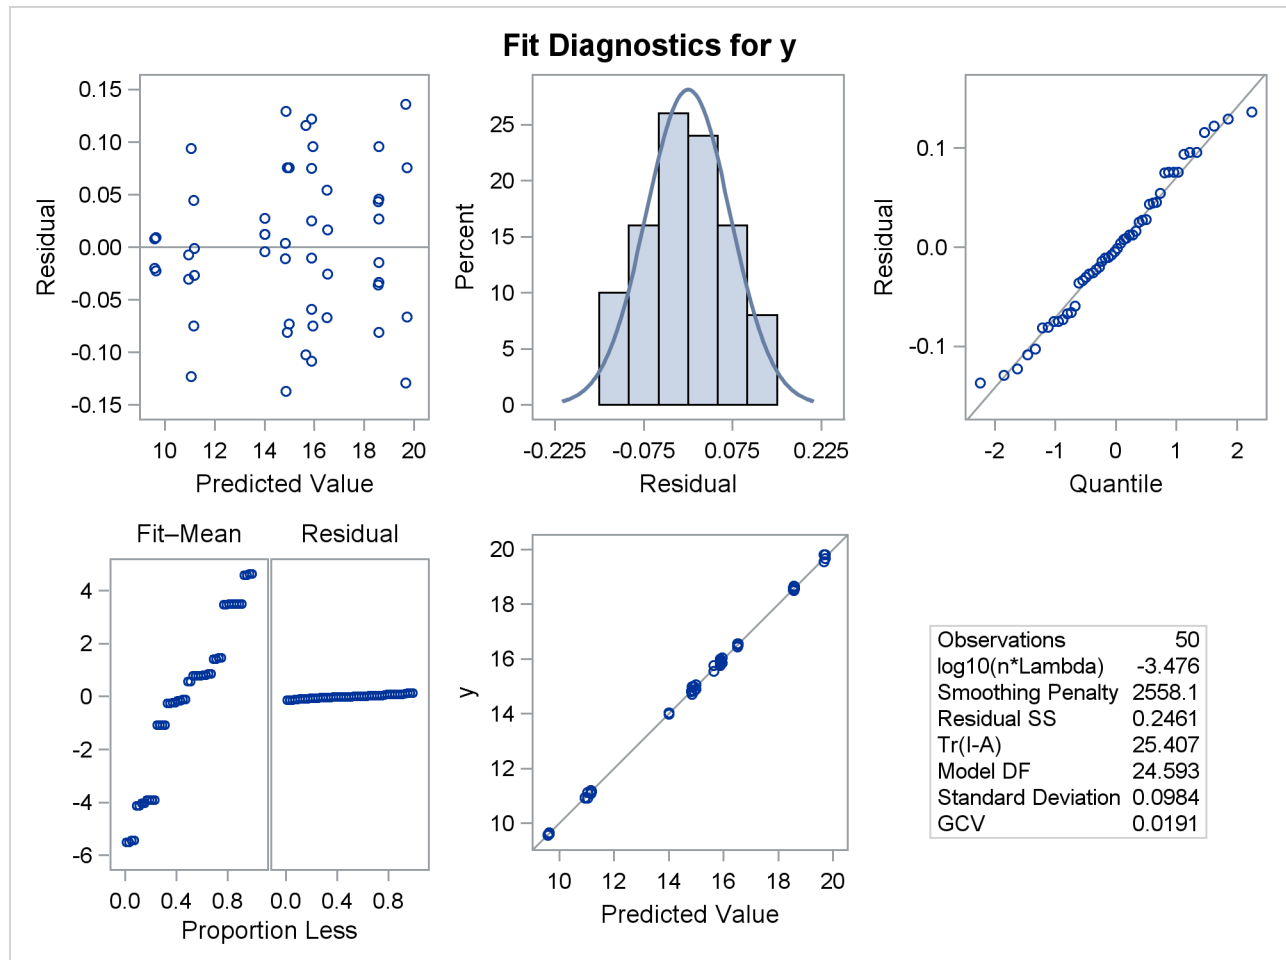 Fit Diagnostics for y
0.15
0.10
0.05
0.00
-0.05
-0.10
-0.15
Residual
10 12 14 16 18 20
Predicted Value
25
20
15
10
5
0
Percent
-0.225 -0.075 0.075 0.225
Residual
0.1
0.0
-0.1
Residual
-2 -1 0 1 2
Quantile
Fit–Mean Residual
4
2
0
-2
-4
-6
0.0 0.4 0.8 0.0 0.4 0.8
Proportion Less
20
18
16
14
12
10
y
10 12 14 16 18 20
Predicted Value
Observations 50
log10(n*Lambda) -3.476
Smoothing Penalty 2558.1
Residual SS 0.2461
Tr(I-A) 25.407
Model DF 24.593
Standard Deviation 0.0984
GCV 0.0191